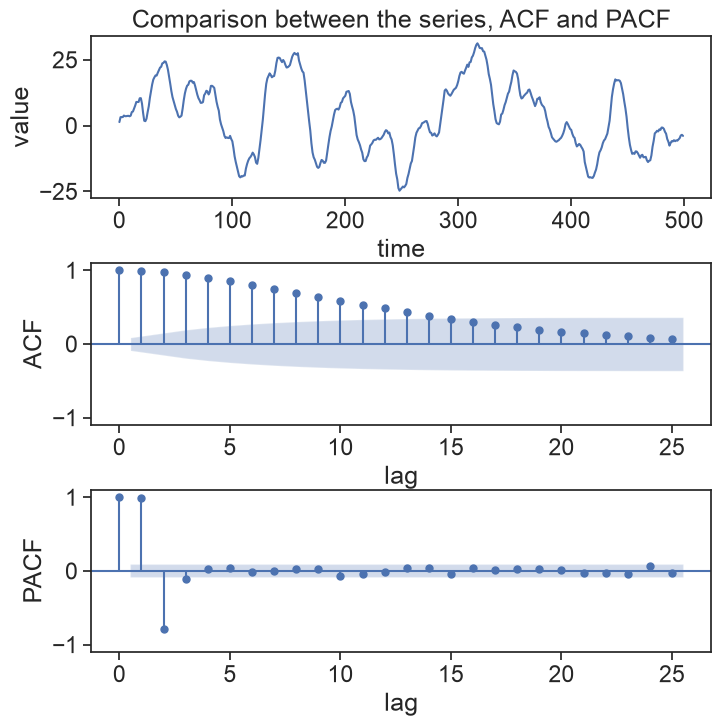 Comparison between the series, ACF and PACF
value
25
0
−25
0 100 200 300 400 500
time
ACF
1
0
−1
0 5 10 15 20 25
lag
PACF
1
0
−1
0 5 10 15 20 25
lag